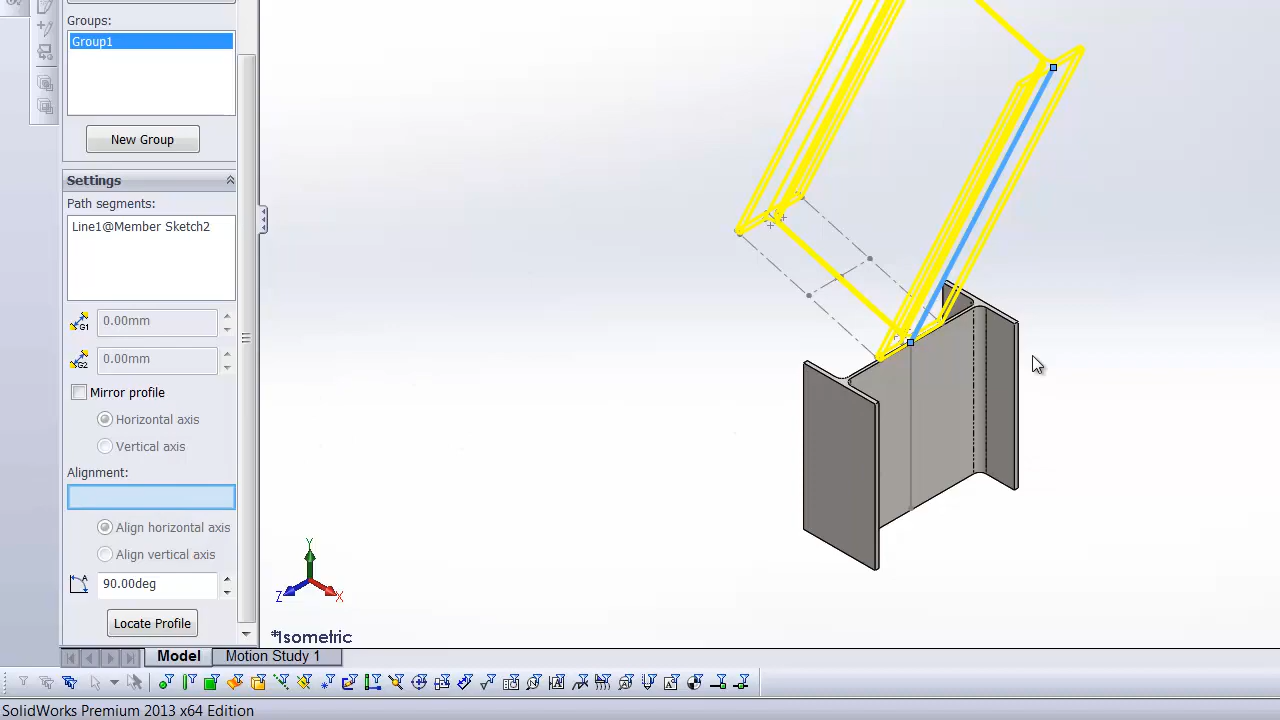 Groups:
Group1
New Group
Settings
Path segments:
Line1@Member Sketch2
G1 0.00mm
G2 0.00mm
Mirror profile
Horizontal axis
Vertical axis
Alignment:
Align horizontal axis
Align vertical axis
A 90.00deg
Locate Profile
Y
Z X
*Isometric
Model Motion Study 1
SolidWorks Premium 2013 x64 Edition